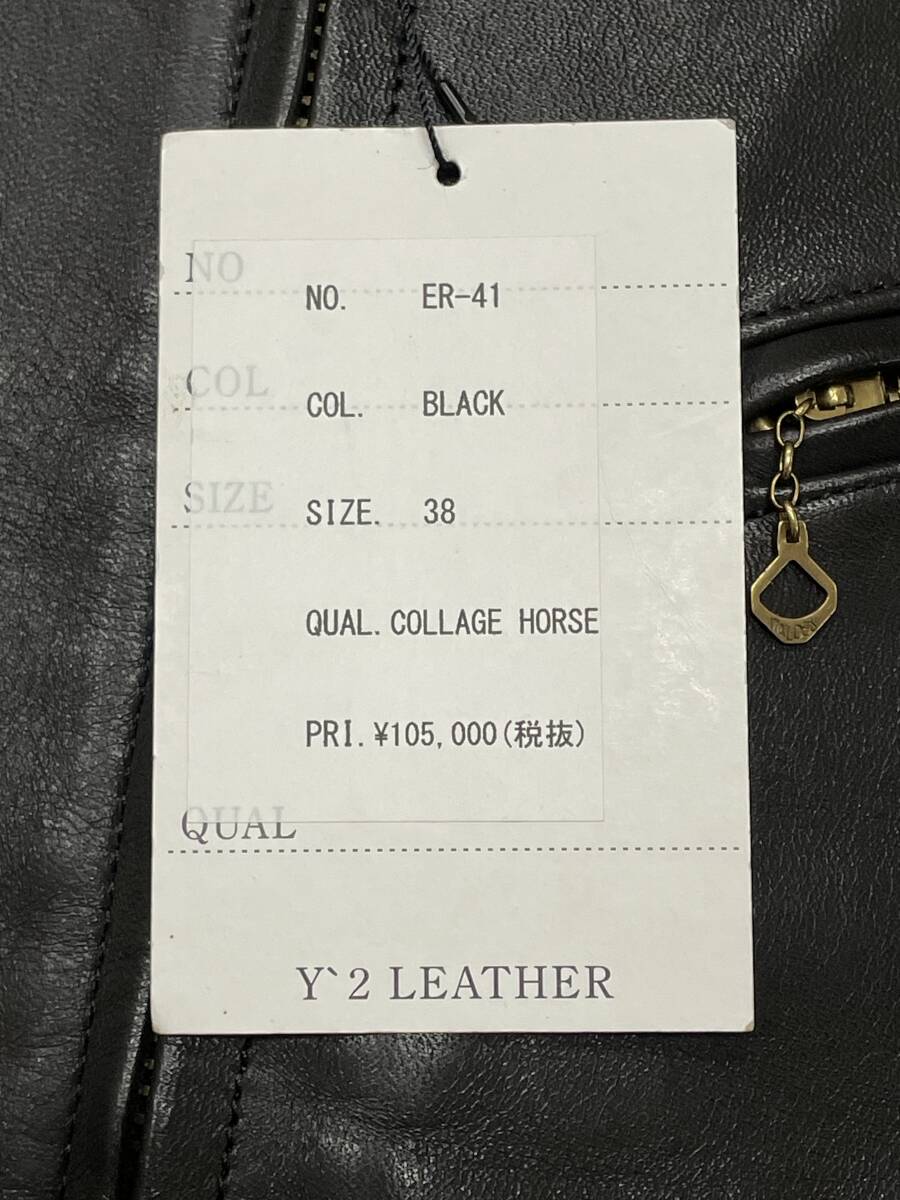 NO
NO. ER-41
COL
COL. BLACK
SIZE
SIZE. 38
QUAL. COLLAGE HORSE
PRI. ¥105,000(税抜)
QUAL
Y`2 LEATHER
WALDES